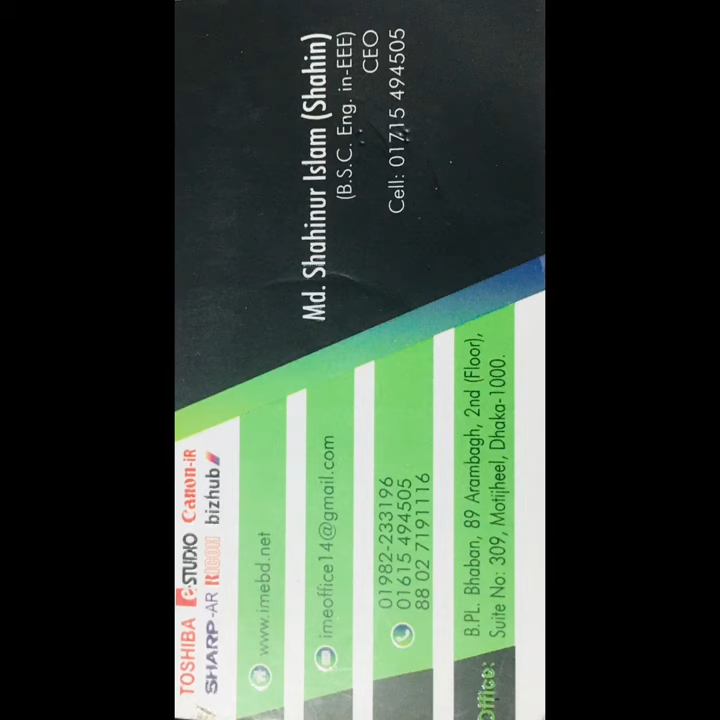 Md. Shahinur Islam (Shahin)
(B.S.C. Eng. in-EEE)
CEO
Cell: 01715 494505
TOSHIBA e-STUDIO Canon-iR
SHARP-AR RICOH bizhub
www.imebd.net
imeoffice14@gmail.com
01982-233196
01615 494505
88 02 7191116
Office:
B.PL. Bhaban, 89 Arambagh, 2nd (Floor),
Suite No: 309, Motijheel, Dhaka-1000.